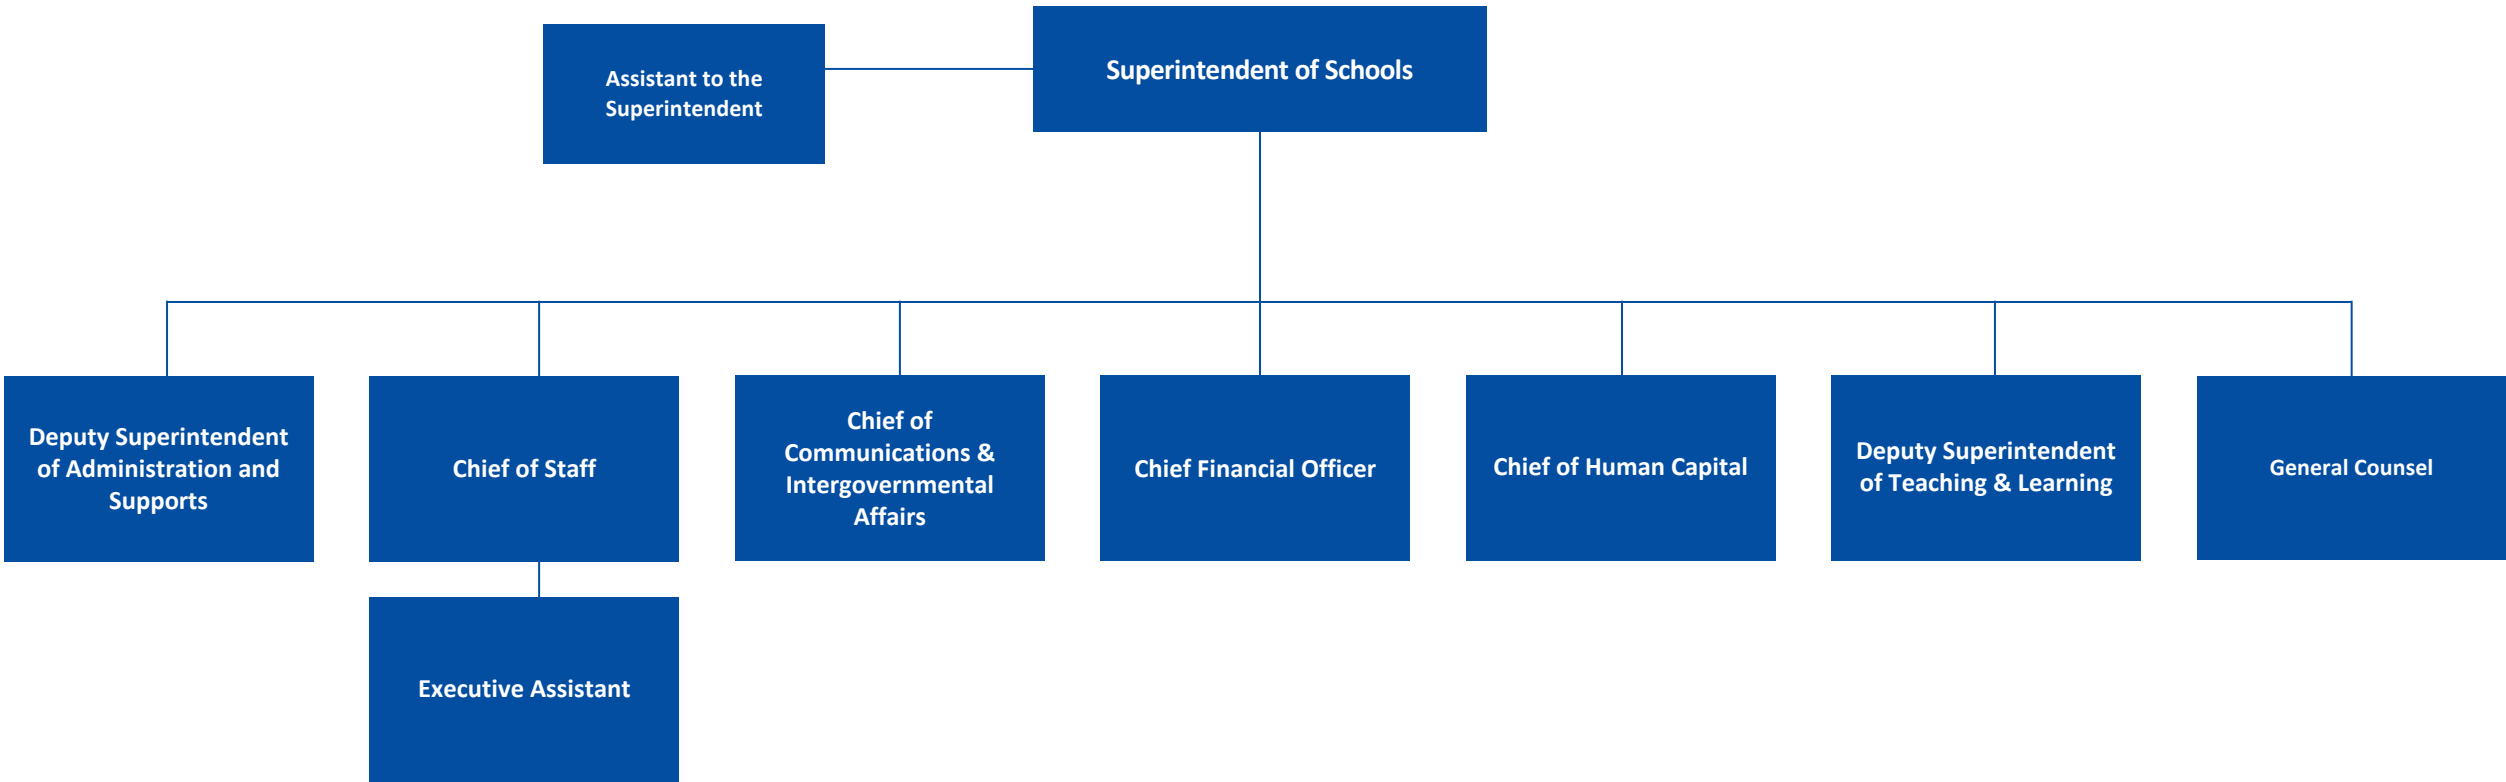 Assistant to the
Superintendent
Superintendent of Schools
Deputy Superintendent
of Administration and
Supports
Chief of Staff
Chief of
Communications &
Intergovernmental
Affairs
Chief Financial Officer
Chief of Human Capital
Deputy Superintendent
of Teaching & Learning
General Counsel
Executive Assistant